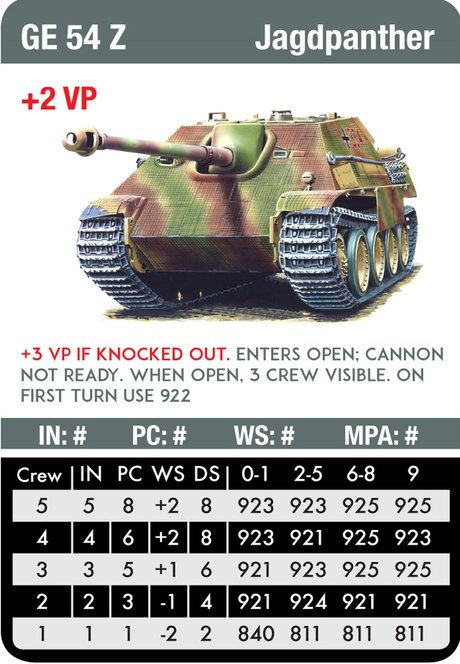 GE 54 Z Jagdpanther
+2 VP
+3 VP IF KNOCKED OUT. ENTERS OPEN; CANNON
NOT READY. WHEN OPEN, 3 CREW VISIBLE. ON
FIRST TURN USE 922
IN: # PC: # WS: # MPA: #
Crew IN PC WS DS 0-1 2-5 6-8 9
5 5 8 +2 8 923 923 925 925
4 4 6 +2 8 923 921 925 923
3 3 5 +1 6 921 923 925 925
2 2 3 -1 4 921 924 921 921
1 1 1 -2 2 840 811 811 811